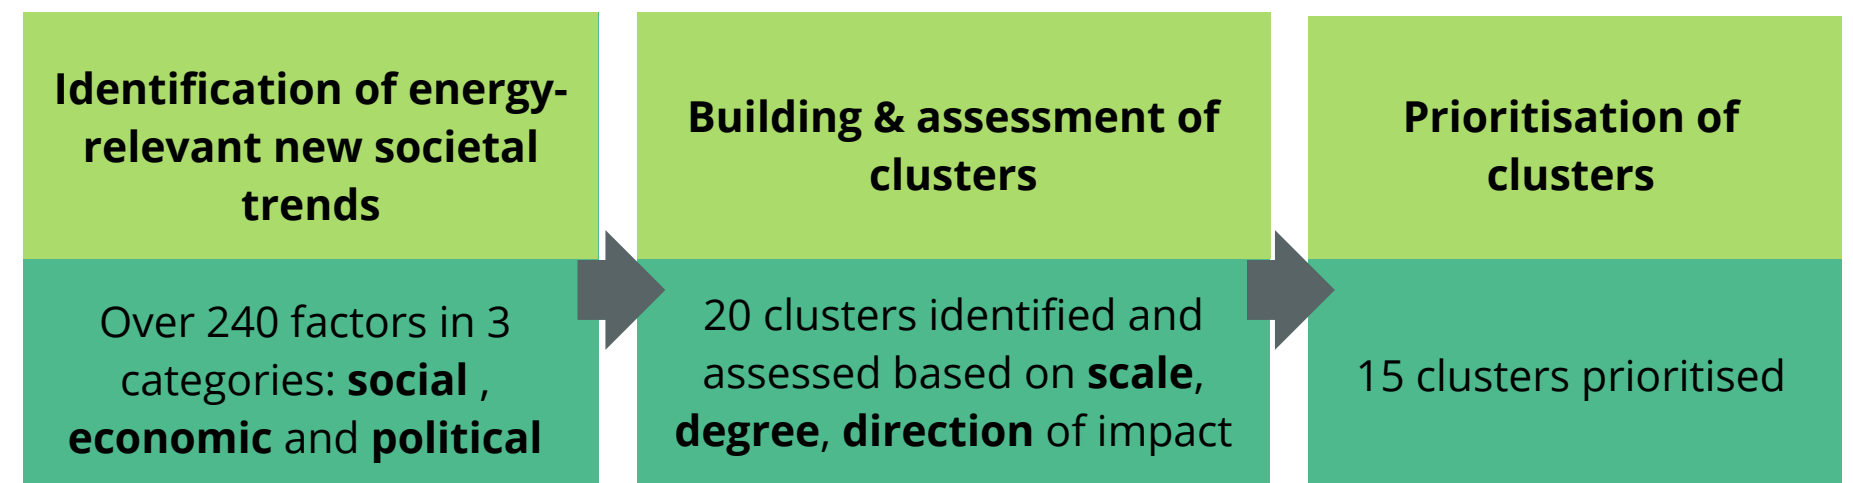 Identification of energy-
relevant new societal
trends
Over 240 factors in 3
categories: social ,
economic and political
Building & assessment of
clusters
20 clusters identified and
assessed based on scale,
degree, direction of impact
Prioritisation of
clusters
15 clusters prioritised